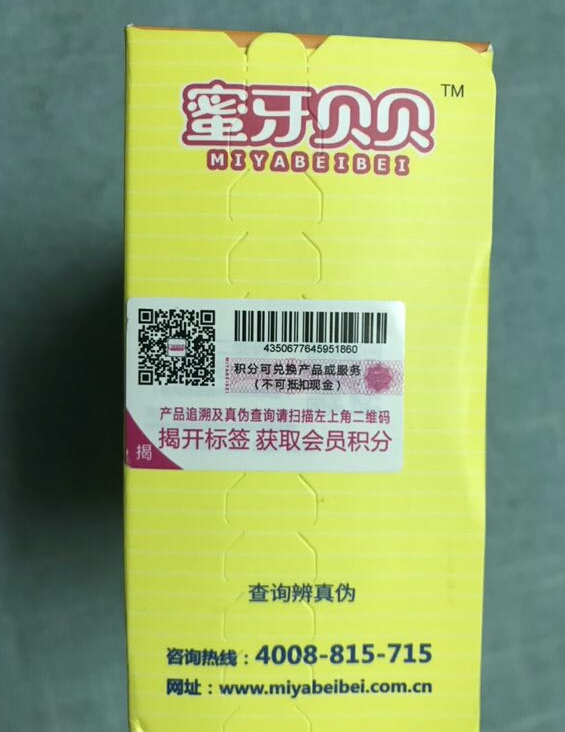 蜜牙贝贝 TM
MIYABEIBEI
4350677645951860
积分可兑换产品或服务
（不可抵扣现金）
MIYABEIBEI
产品追溯及真伪查询请扫描左上角二维码
揭开标签 获取会员积分
揭
查询辨真伪
咨询热线：4008-815-715
网址：www.miyabeibei.com.cn